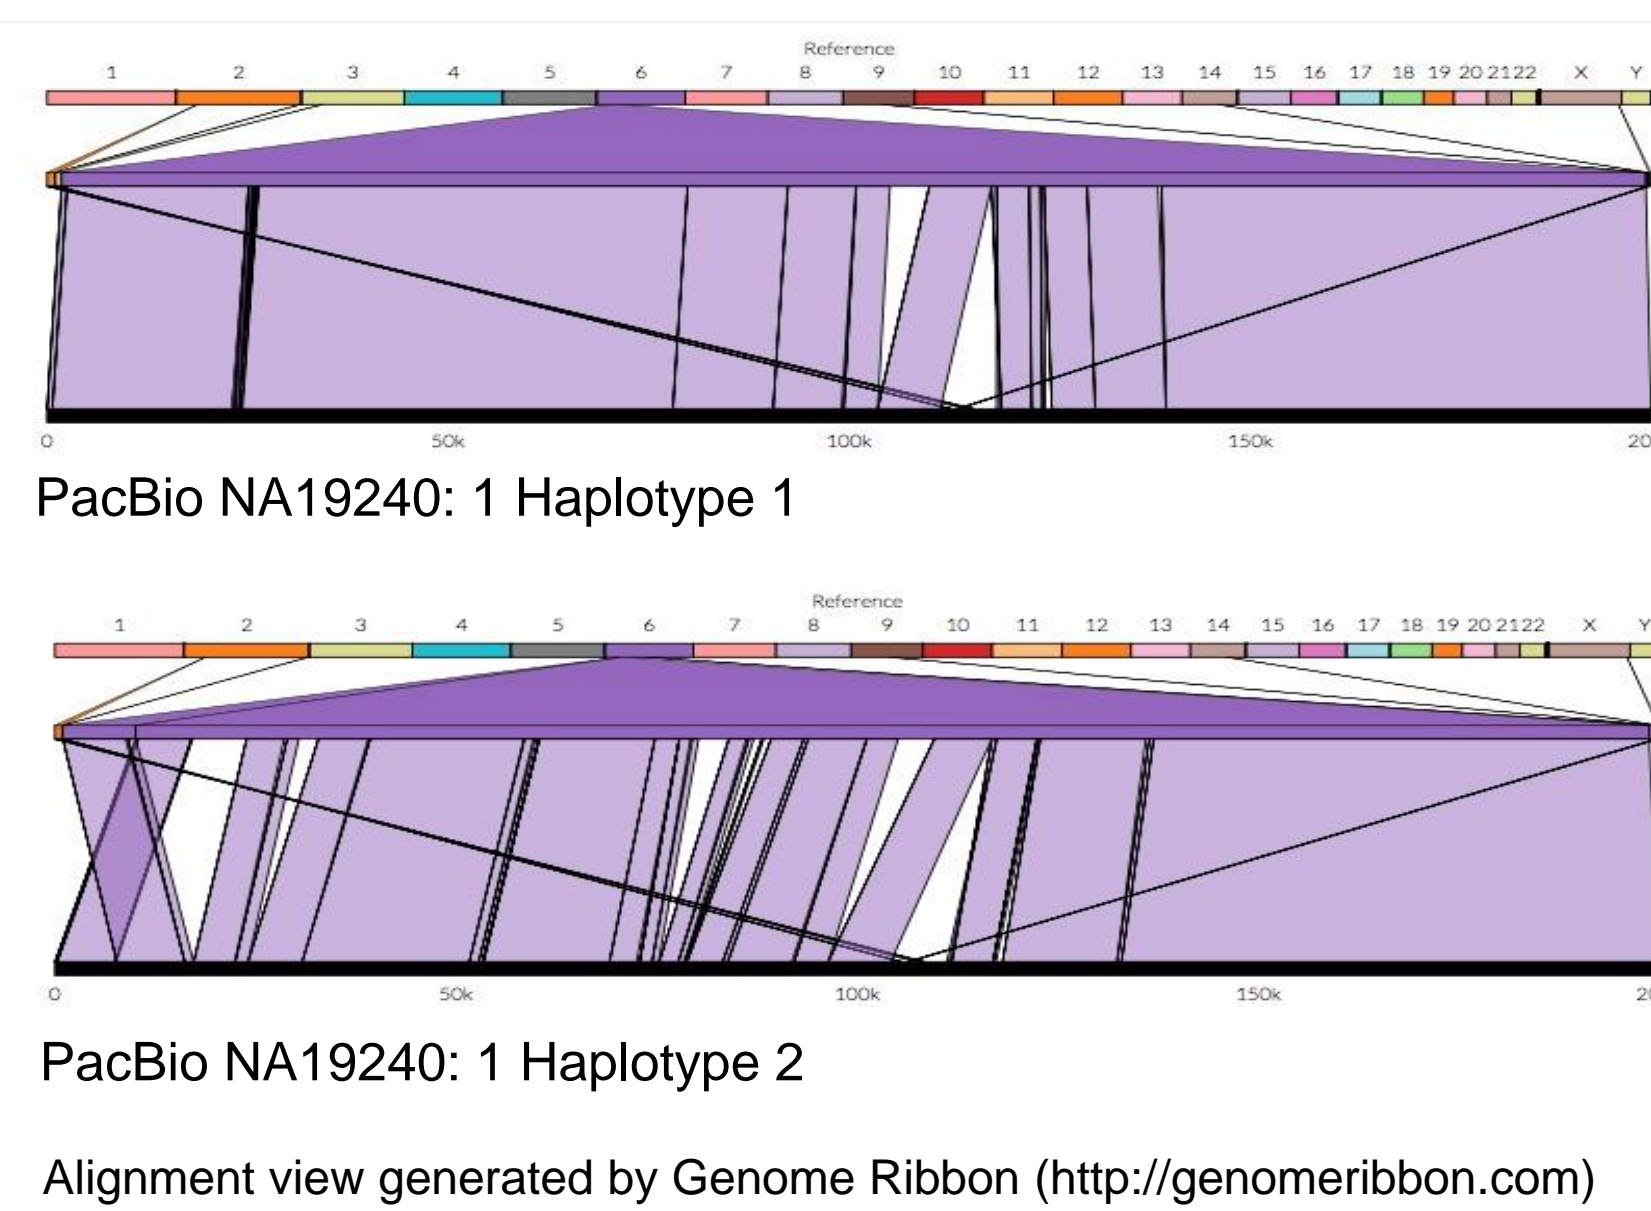 Reference
1 2 3 4 5 6 7 8 9 10 11 12 13 14 15 16 17 18 19 20 21 22 X Y
0 50k 100k 150k 20
PacBio NA19240: 1 Haplotype 1
Reference
1 2 3 4 5 6 7 8 9 10 11 12 13 14 15 16 17 18 19 20 21 22 X Y
0 50k 100k 150k 20
PacBio NA19240: 1 Haplotype 2
Alignment view generated by Genome Ribbon (http://genomeribbon.com)